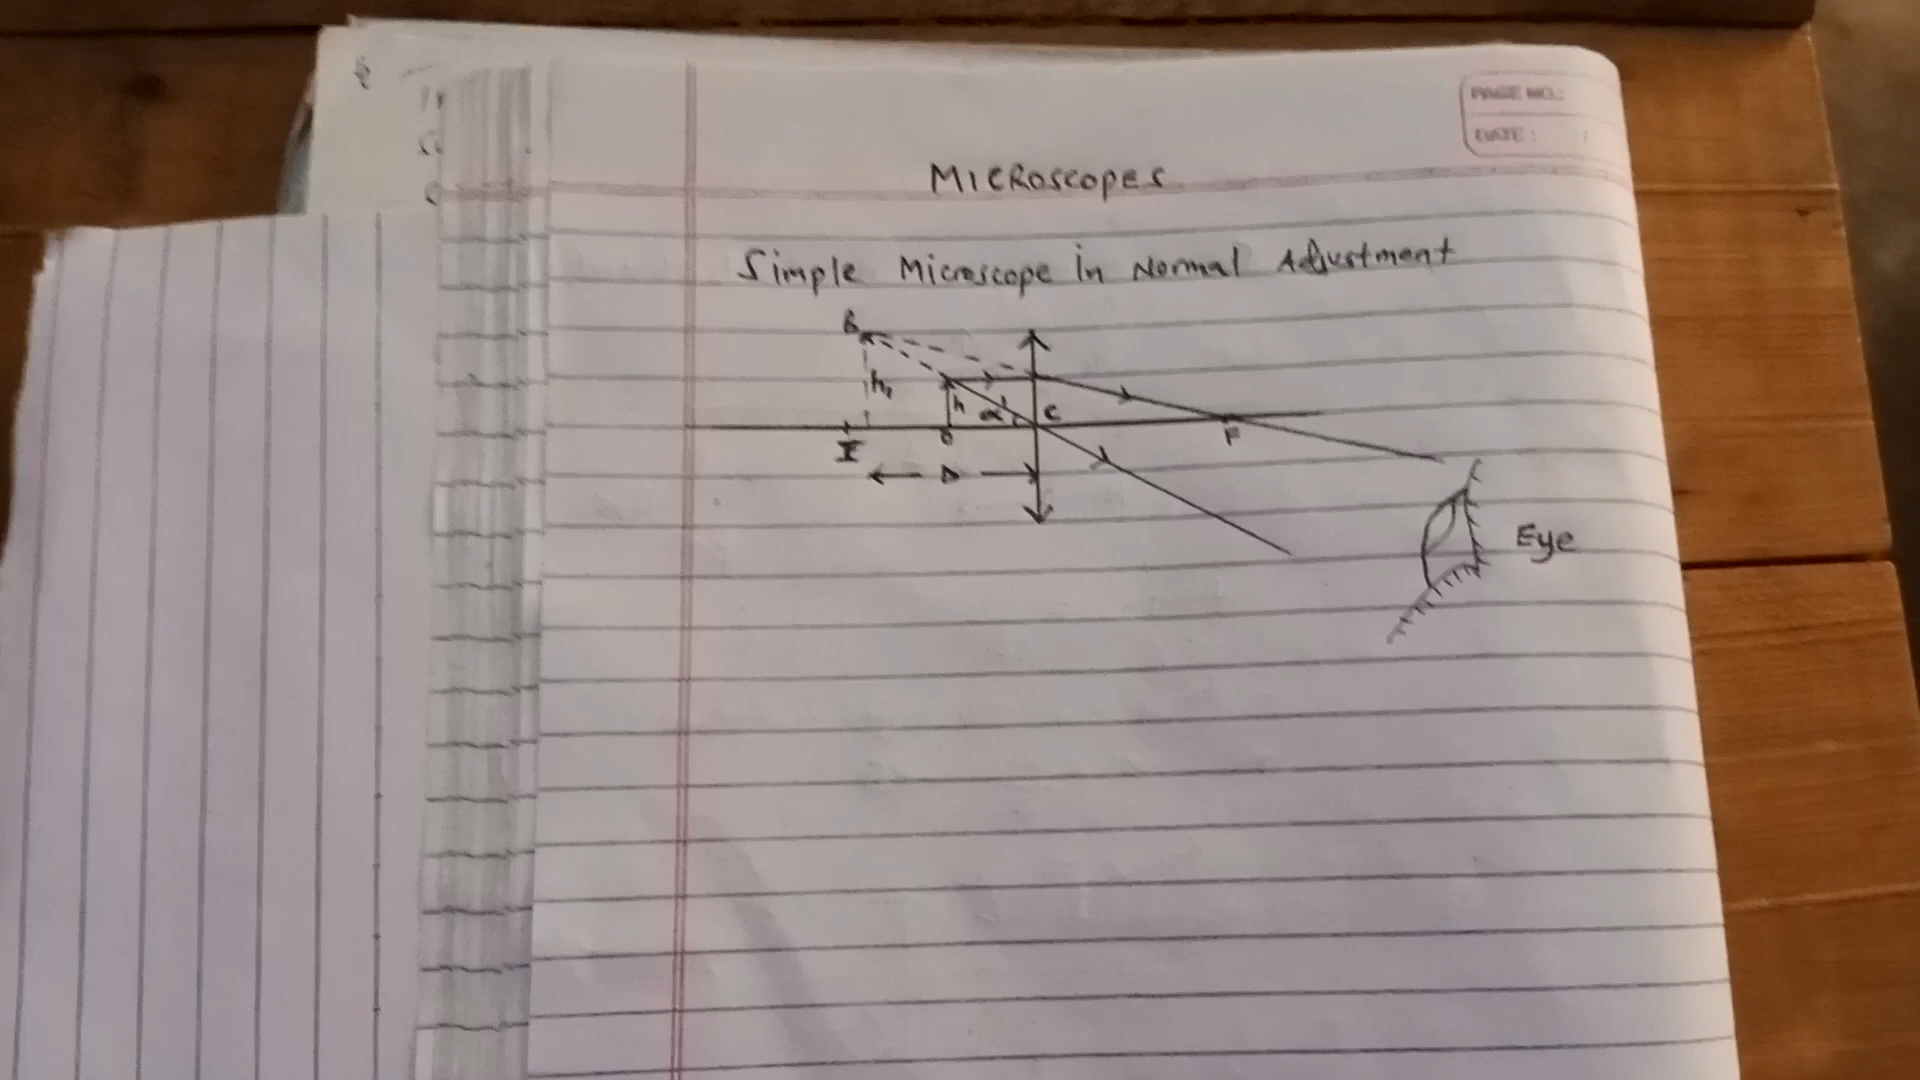 PAGE NO.:
DATE:
MICROSCOPES
Simple Microscope in Normal Adjustment
B
h₁
h
α'
C
I
O
F
D
Eye